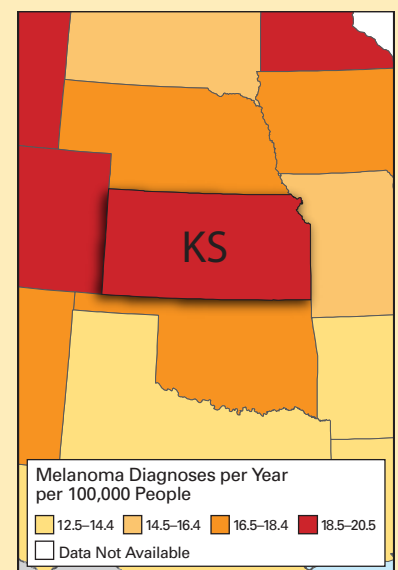 KS
Melanoma Diagnoses per Year
per 100,000 People
12.5–14.4 14.5–16.4 16.5–18.4 18.5–20.5
Data Not Available